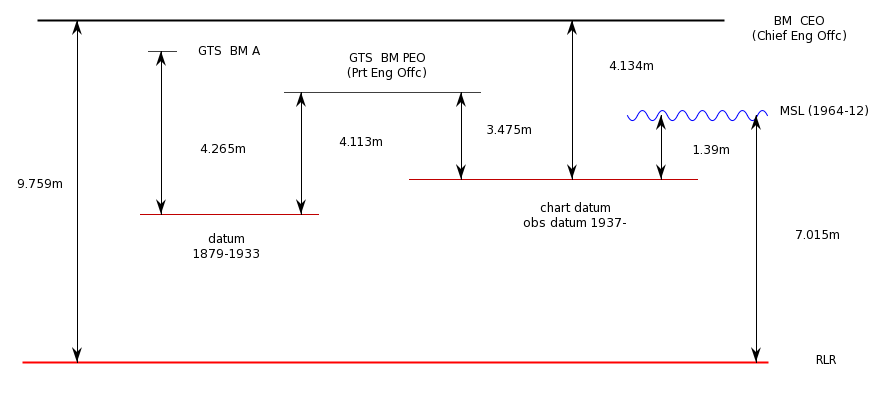 BM CEO
(Chief Eng Offc)
GTS BM A
GTS BM PEO
(Prt Eng Offc)
4.134m
MSL (1964-12)
3.475m
4.113m
4.265m
1.39m
9.759m
chart datum
obs datum 1937-
datum
1879-1933
7.015m
RLR